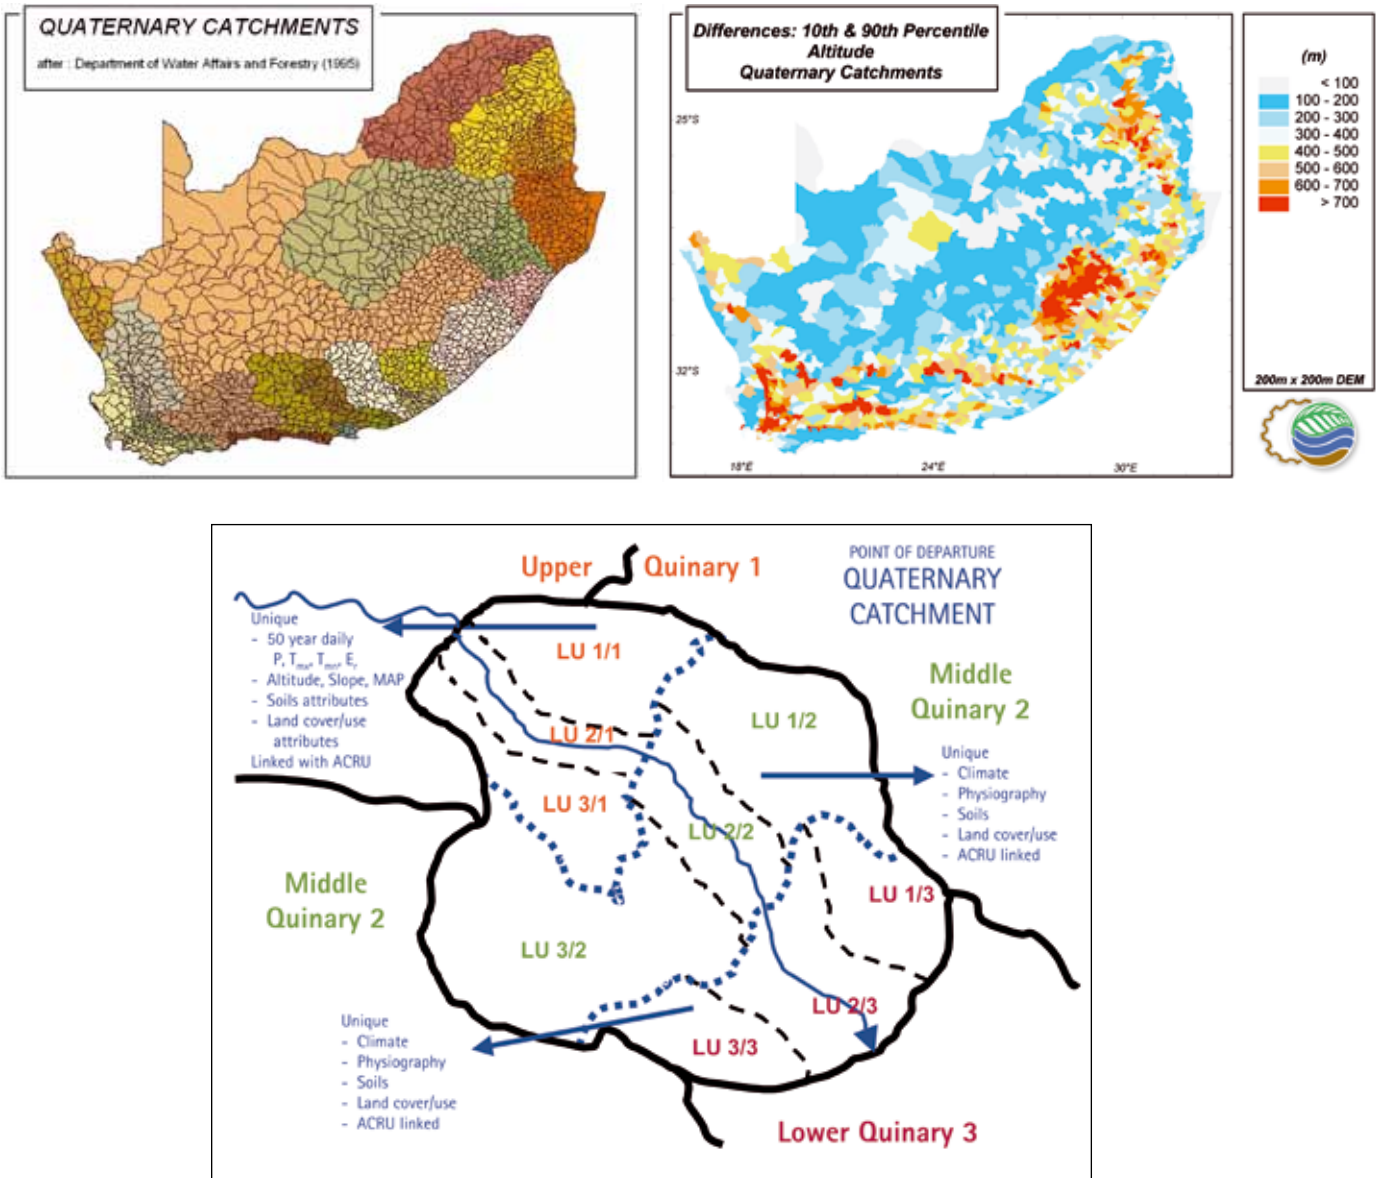 QUATERNARY CATCHMENTS
after : Department of Water Affairs and Forestry (1995)
Differences: 10th & 90th Percentile
Altitude
Quaternary Catchments
25°S
32°S
18°E
24°E
30°E
(m)
< 100
100 - 200
200 - 300
300 - 400
400 - 500
500 - 600
600 - 700
> 700
200m x 200m DEM
Upper Quinary 1
POINT OF DEPARTURE
QUATERNARY
CATCHMENT
Unique
- 50 year daily
P, Tmx, Tmn, Er
- Altitude, Slope, MAP
- Soils attributes
- Land cover/use
attributes
Linked with ACRU
LU 1/1
LU 2/1
LU 3/1
Middle
Quinary 2
LU 1/2
LU 2/2
LU 3/2
Unique
- Climate
- Physiography
- Soils
- Land cover/use
- ACRU linked
Middle
Quinary 2
LU 1/3
LU 2/3
LU 3/3
Unique
- Climate
- Physiography
- Soils
- Land cover/use
- ACRU linked
Lower Quinary 3